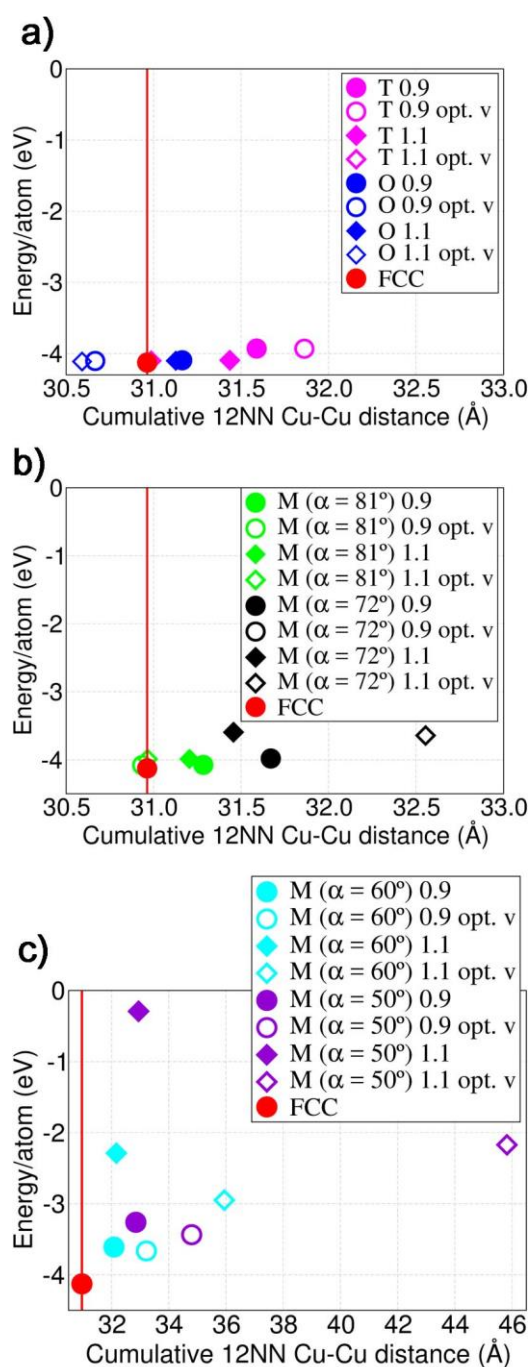 a)
0
-1
-2
-3
-4
Energy/atom (eV)
T 0.9
T 0.9 opt. v
T 1.1
T 1.1 opt. v
O 0.9
O 0.9 opt. v
O 1.1
O 1.1 opt. v
FCC
30.5 31.0 31.5 32.0 32.5 33.0
Cumulative 12NN Cu-Cu distance (Å)
b)
0
-1
-2
-3
-4
Energy/atom (eV)
M (α = 81º) 0.9
M (α = 81º) 0.9 opt. v
M (α = 81º) 1.1
M (α = 81º) 1.1 opt. v
M (α = 72º) 0.9
M (α = 72º) 0.9 opt. v
M (α = 72º) 1.1
M (α = 72º) 1.1 opt. v
FCC
30.5 31.0 31.5 32.0 32.5 33.0
Cumulative 12NN Cu-Cu distance (Å)
c)
0
-1
-2
-3
-4
Energy/atom (eV)
M (α = 60º) 0.9
M (α = 60º) 0.9 opt. v
M (α = 60º) 1.1
M (α = 60º) 1.1 opt. v
M (α = 50º) 0.9
M (α = 50º) 0.9 opt. v
M (α = 50º) 1.1
M (α = 50º) 1.1 opt. v
FCC
32 34 36 38 40 42 44 46
Cumulative 12NN Cu-Cu distance (Å)